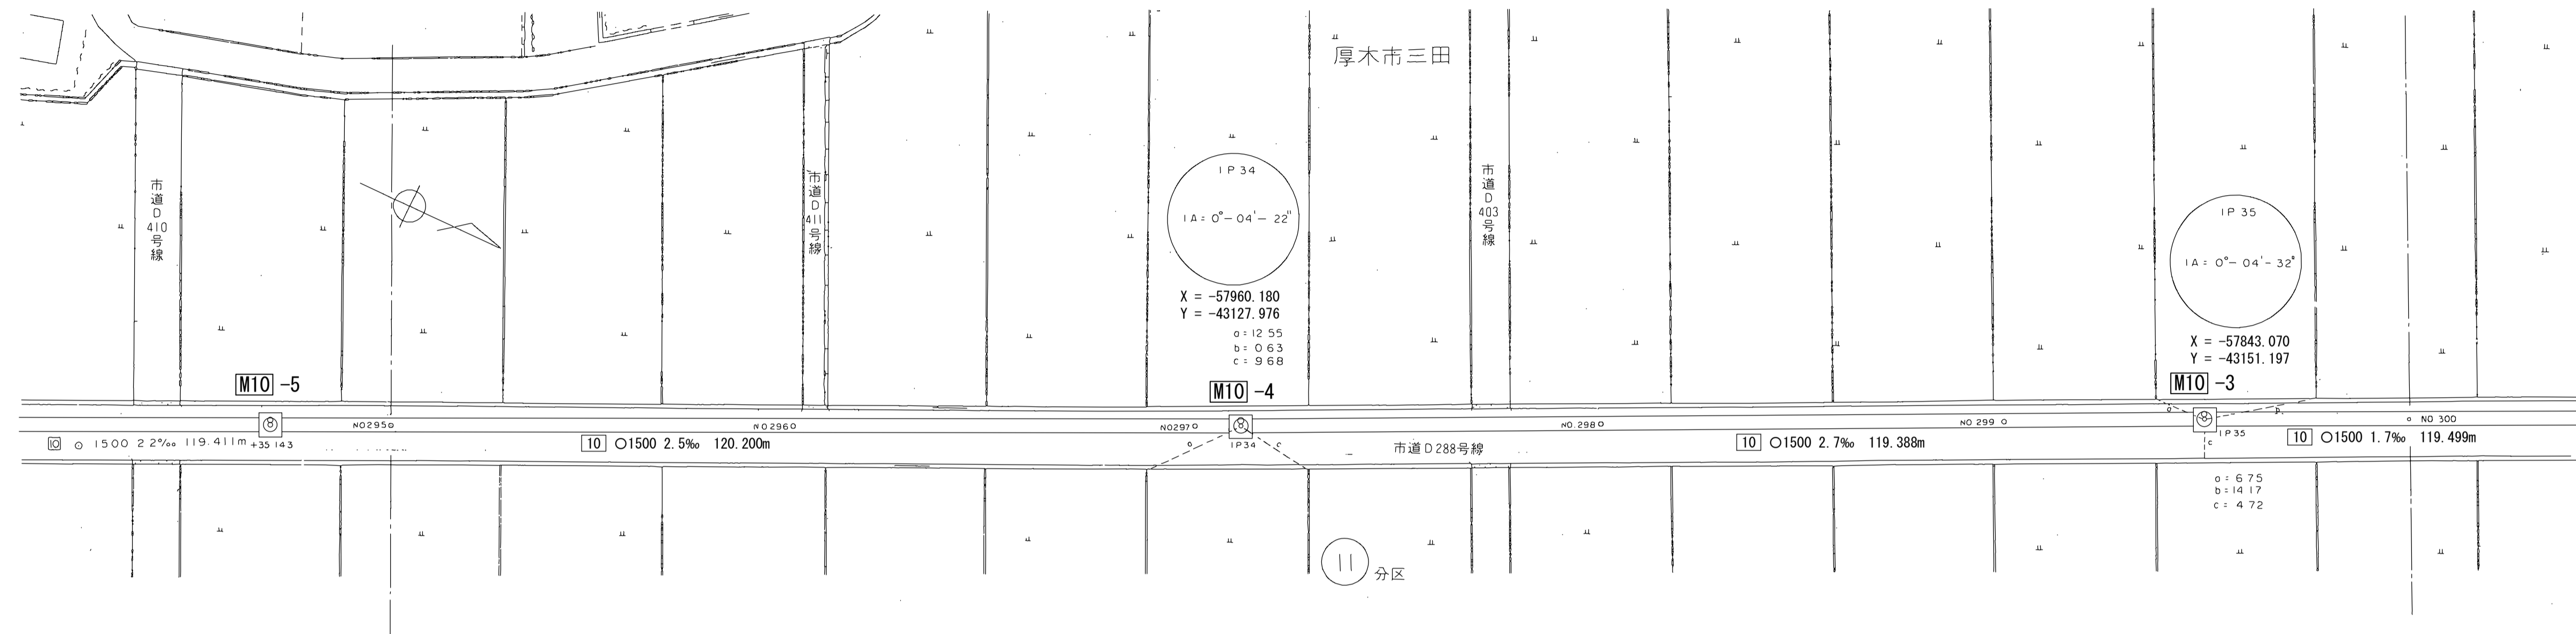 厚木市三田
市道D410号線
市道D411号線
市道D403号線
IP34
IA=0°-04'-22"
X = -57960.180
Y = -43127.976
a=12 55
b=0 63
c=9 68
IP 35
IA=0°-04'-32"
X = -57843.070
Y = -43151.197
M10 -5
M10 -4
M10 -3
8
NO295
NO296
NO297
8
NO.298
NO 299
8
NO 300
a
c
IP34
a
b
c
IP35
10 1500 2 2‰ 119.411m
+35 143
10 ○1500 2.5‰ 120.200m
市道D288号線
10 ○1500 2.7‰ 119.388m
10 ○1500 1.7‰ 119.499m
a=6 75
b=14 17
c=4 72
11 分区